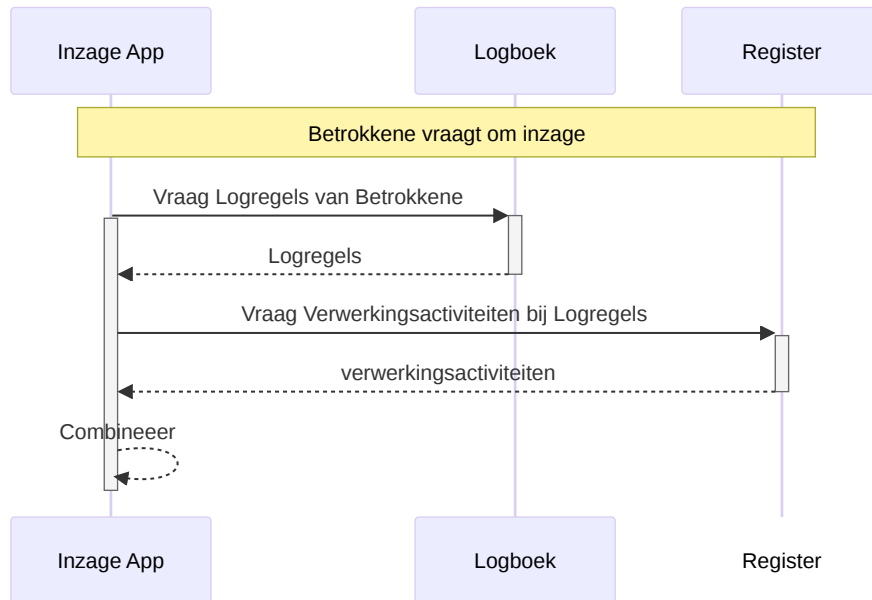 Inzage App
Logboek
Register
Betrokkene vraagt om inzage
Vraag Logregels van Betrokkene
Logregels
Vraag Verwerkingsactiviteiten bij Logregels
verwerkingsactiviteiten
Combineeer
Inzage App
Logboek
Register